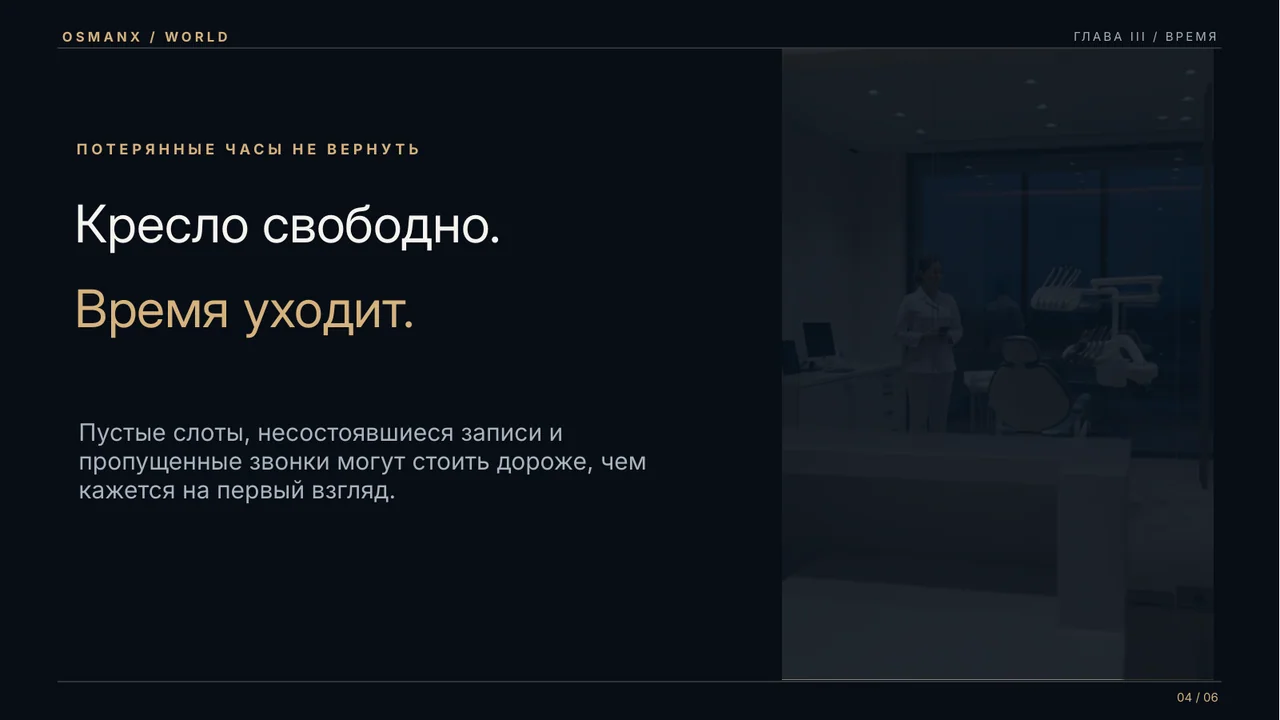 OSMANX / WORLD
ГЛАВА III / ВРЕМЯ
ПОТЕРЯННЫЕ ЧАСЫ НЕ ВЕРНУТЬ
Кресло свободно.
Время уходит.
Пустые слоты, несостоявшиеся записи и
пропущенные звонки могут стоить дороже, чем
кажется на первый взгляд.
04 / 06